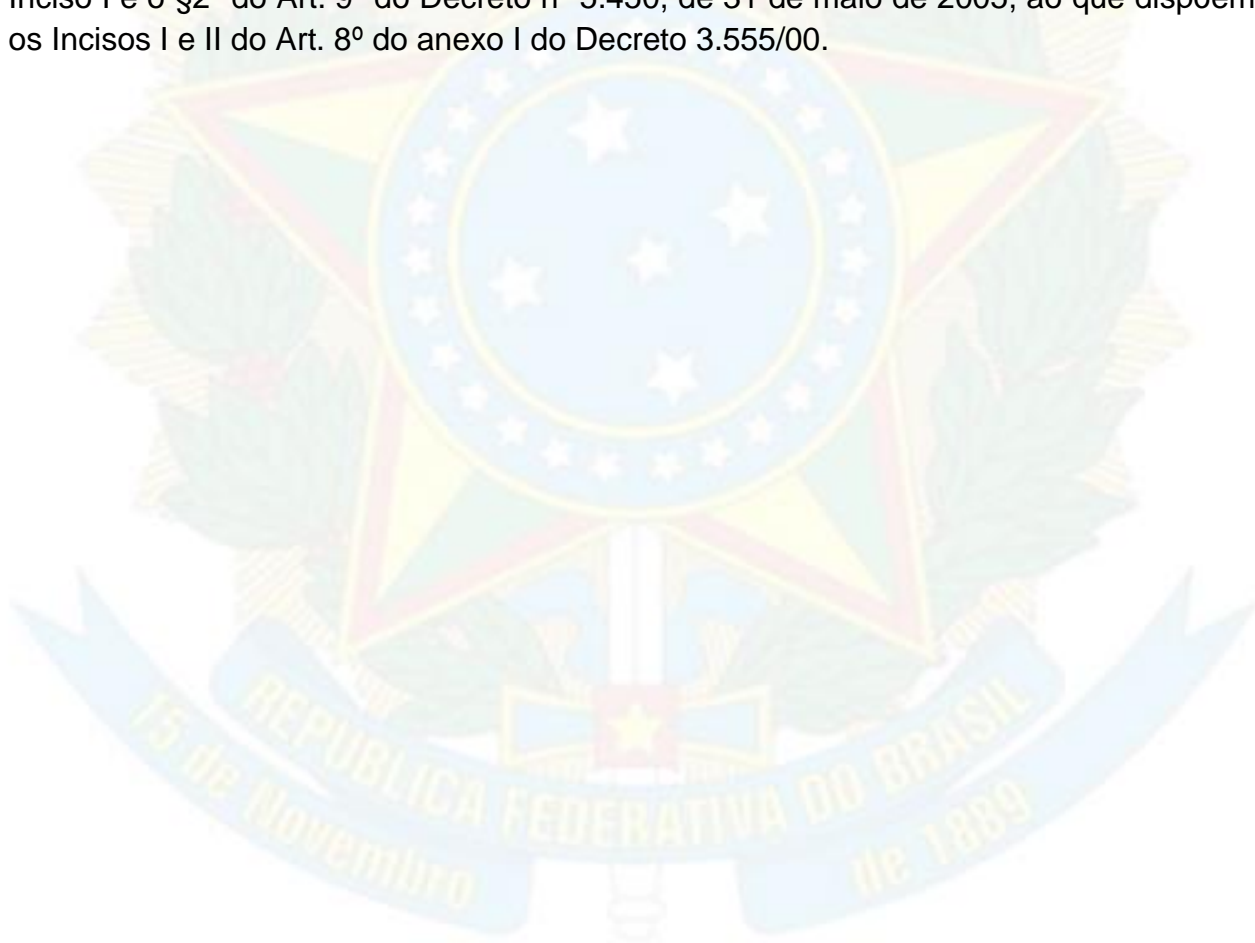 Inciso I e o §2º do Art. 9º do Decreto nº 5.450, de 31 de maio de 2005, ao que dispõem
os Incisos I e II do Art. 8º do anexo I do Decreto 3.555/00.
REPUBLICA FEDERATIVA DO BRASIL
15 de Novembro de 1889